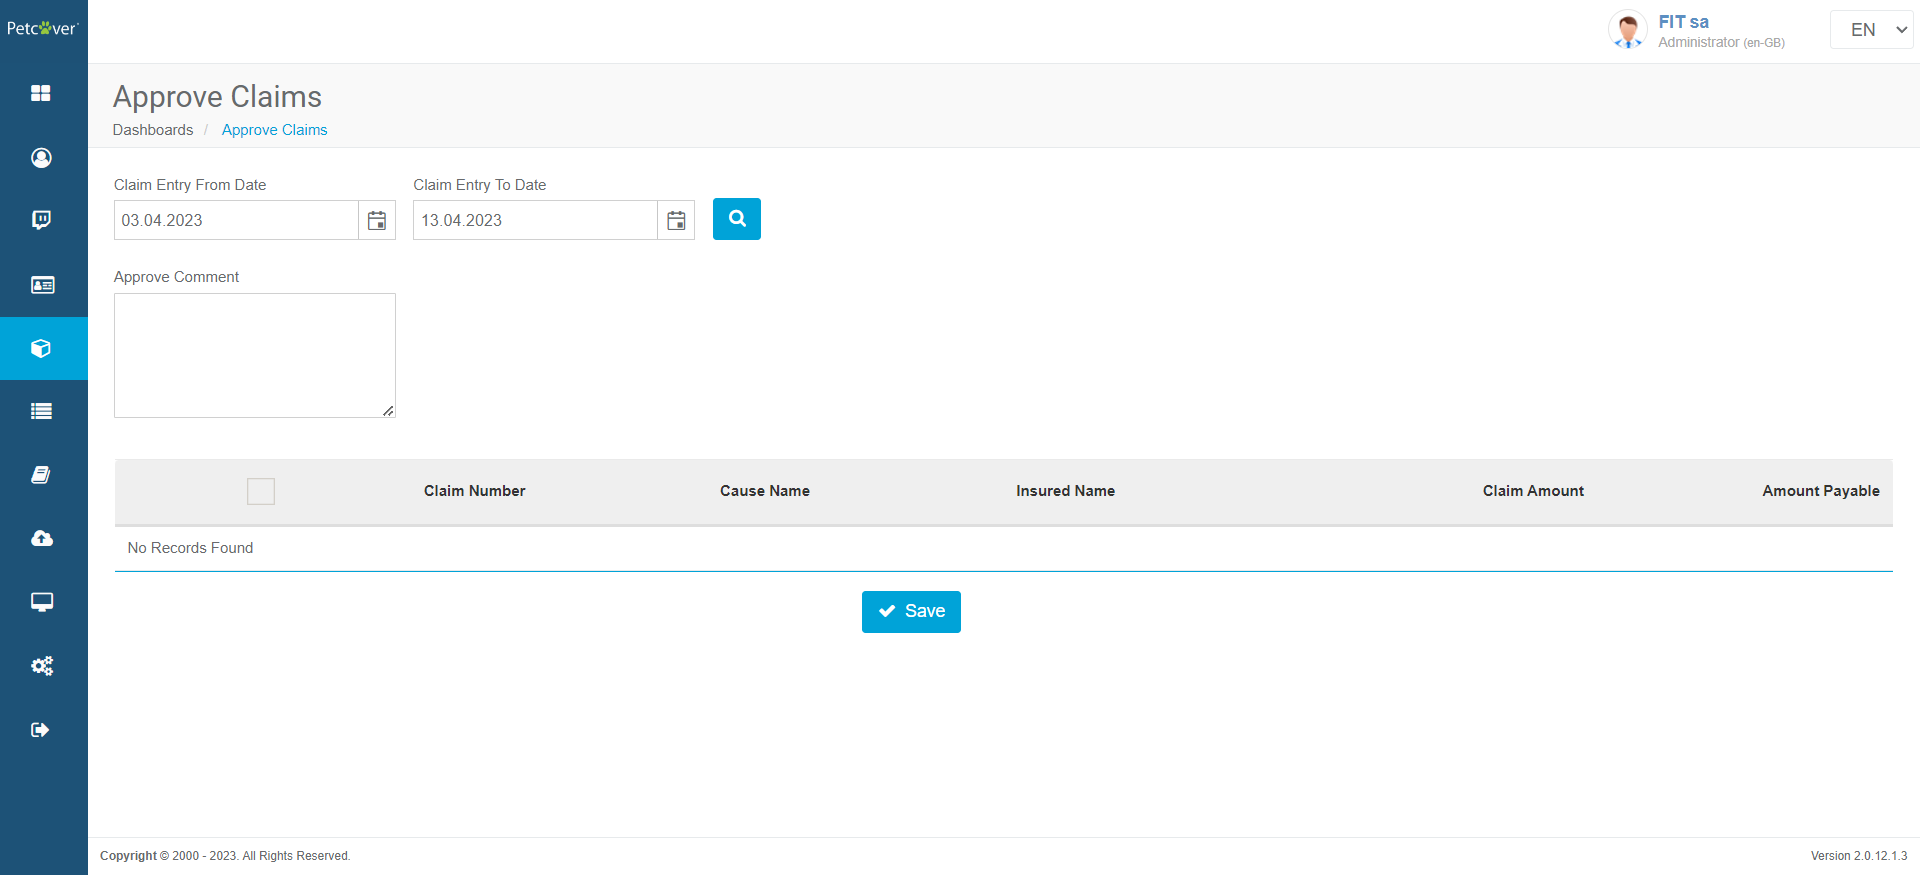 Petcover
FIT sa
Administrator (en-GB)
EN
Approve Claims
Dashboards / Approve Claims
Claim Entry From Date
Claim Entry To Date
03.04.2023
13.04.2023
Approve Comment
Claim Number Cause Name Insured Name Claim Amount Amount Payable
No Records Found
Save
Copyright © 2000 - 2023. All Rights Reserved.
Version 2.0.12.1.3